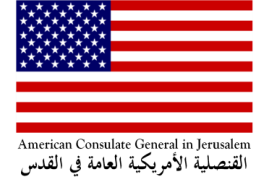 American Consulate General in Jerusalem
القنصلية الأمريكية العامة في القدس